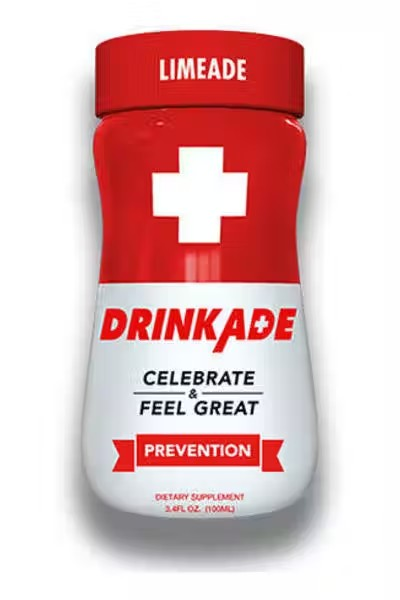 LIMEADE
DRINKADE
CELEBRATE
&
FEEL GREAT
PREVENTION
DIETARY SUPPLEMENT
3.4FL OZ. (100ML)